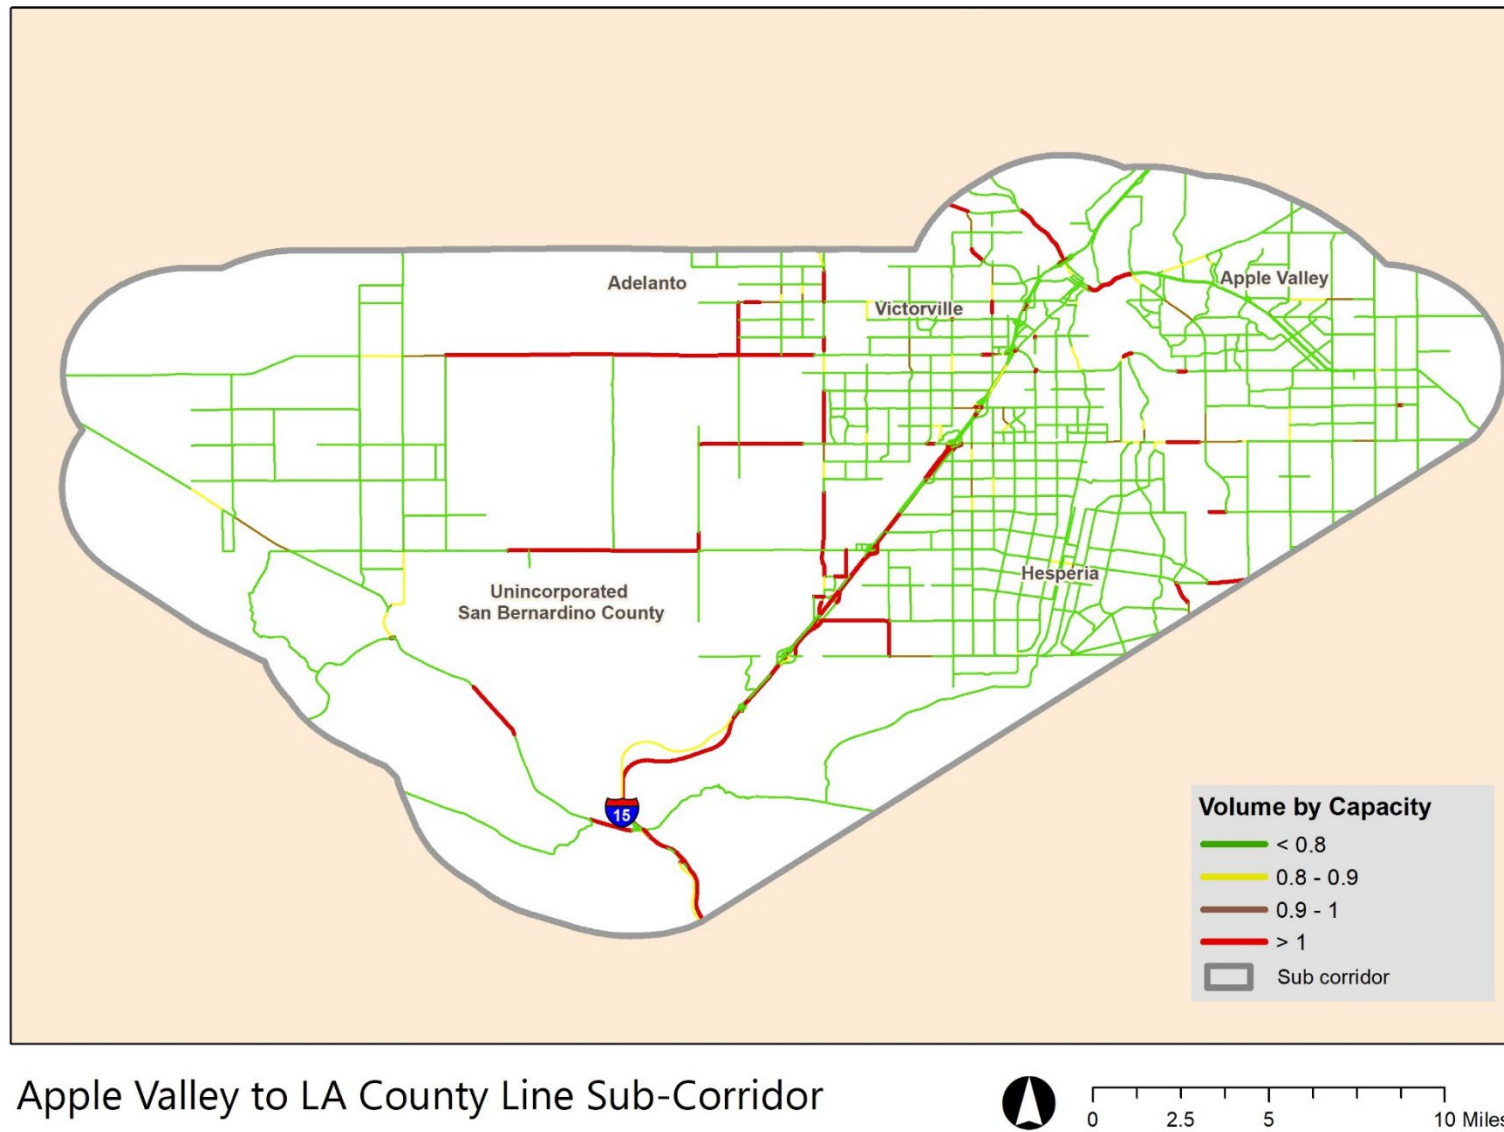 Adelanto
Apple Valley
Victorville
Hesperia
Unincorporated
San Bernardino County
15
Volume by Capacity
< 0.8
0.8 - 0.9
0.9 - 1
> 1
Sub corridor
Apple Valley to LA County Line Sub-Corridor
0 2.5 5 10 Miles